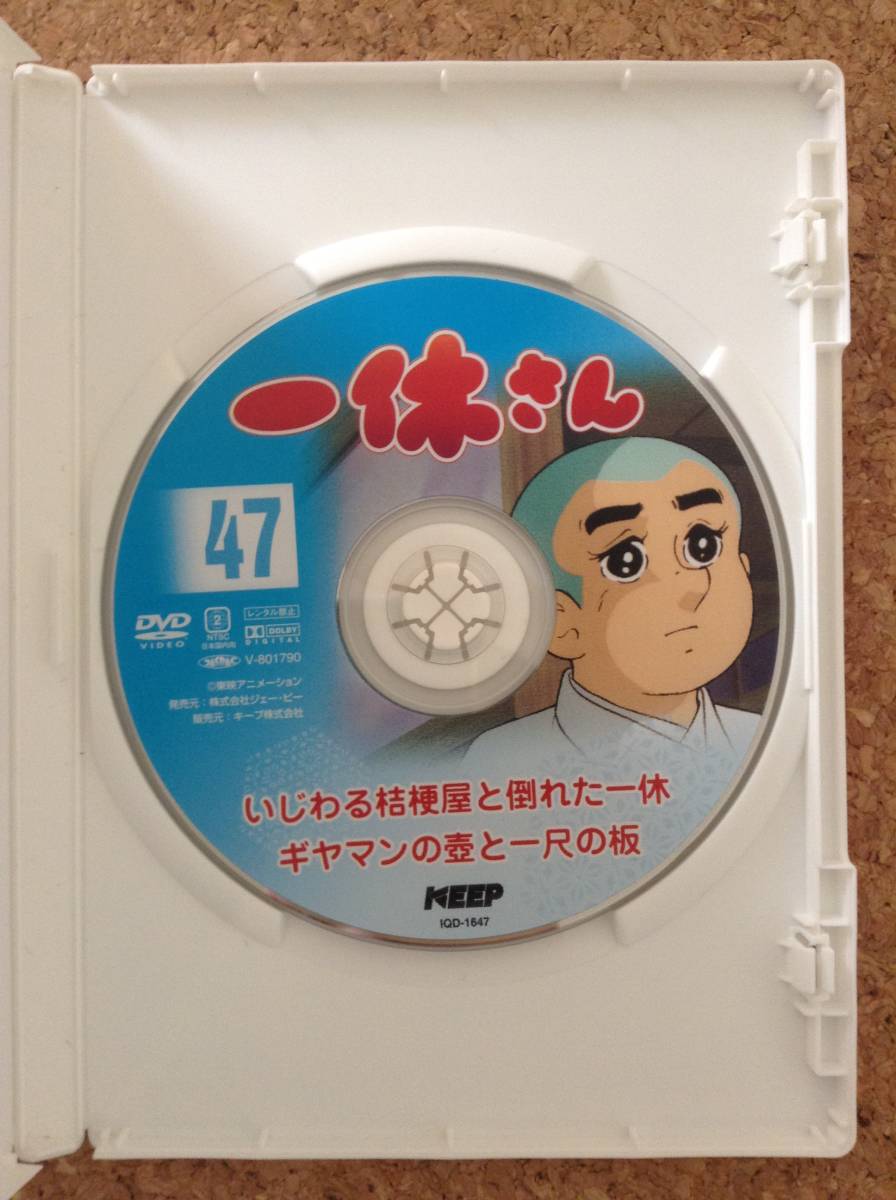 一休さん
47
DVD
VIDEO
2
NTSC
日本国内向
レンタル禁止
DOLBY
DIGITAL
V-801790
©東映アニメーション
発売元:株式会社ジェー・ピー
販売元:キープ株式会社
いじわる桔梗屋と倒れた一休
ギヤマンの壺と一尺の板
KEEP
IQD-1647